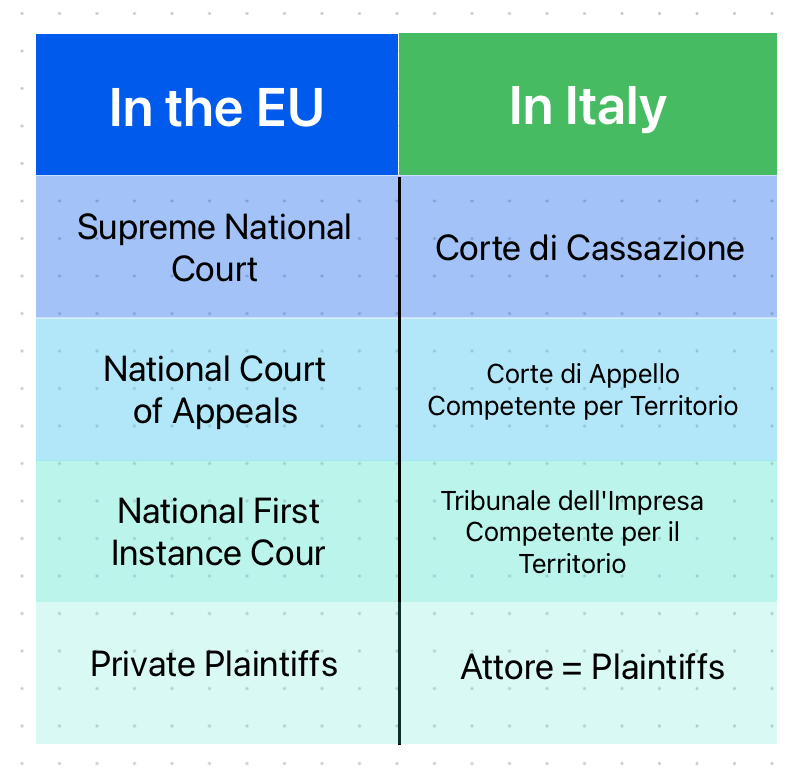 In the EU
In Italy
Supreme National
Court
Corte di Cassazione
National Court
of Appeals
Corte di Appello
Competente per Territorio
National First
Instance Cour
Tribunale dell'Impresa
Competente per il
Territorio
Private Plaintiffs
Attore = Plaintiffs